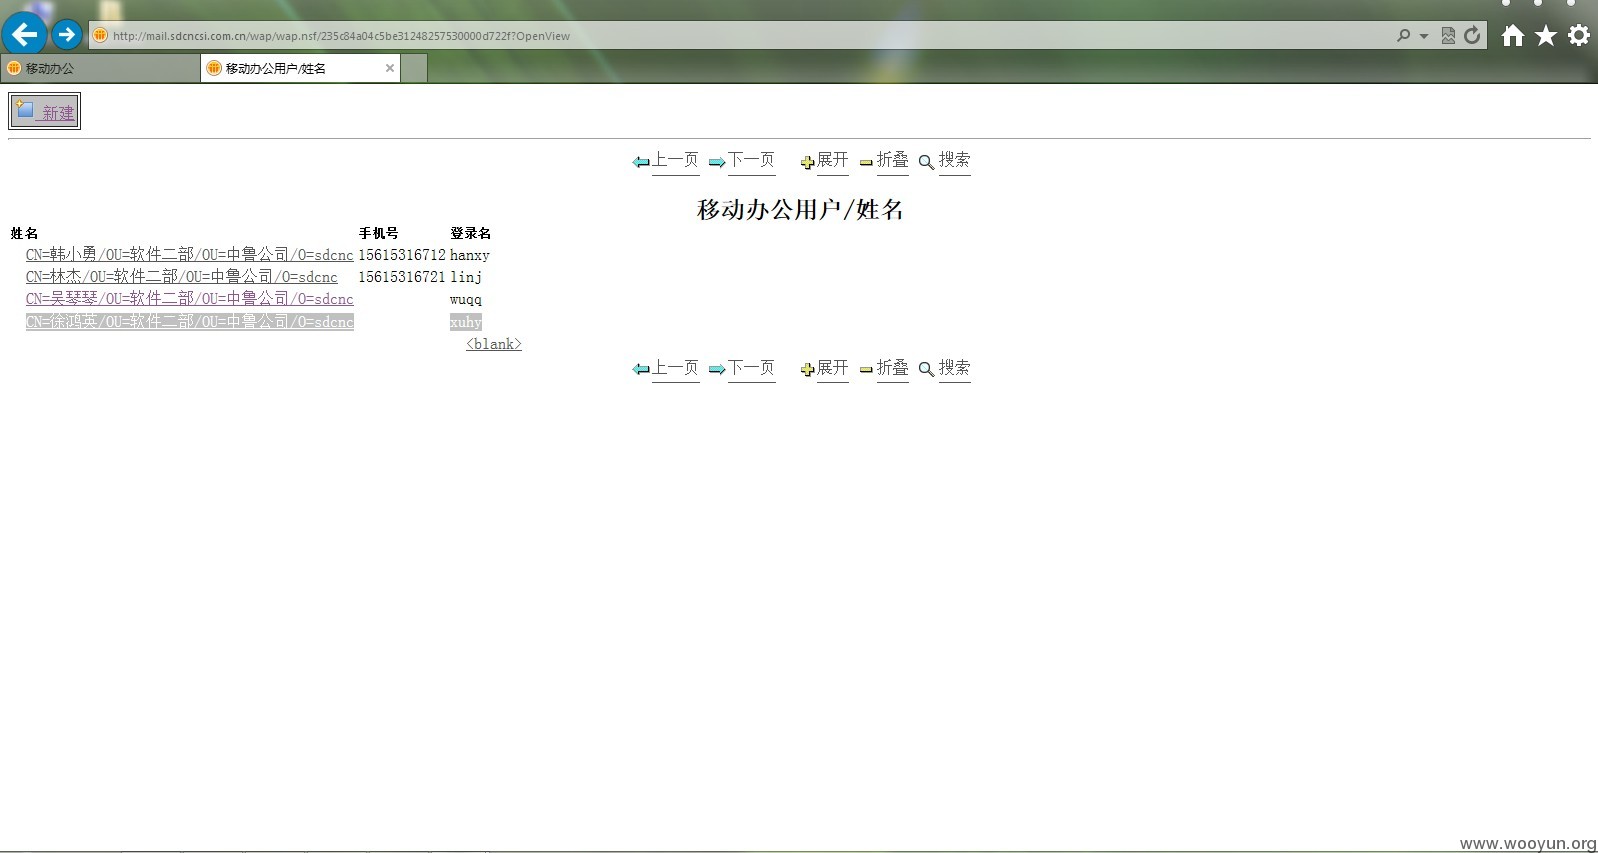 http://mail.sdcncsi.com.cn/wap/wap.nsf/235c84a04c5be31248257530000d722f?OpenView
移动办公 移动办公用户/姓名
新建
上一页 下一页 展开 折叠 搜索
移动办公用户/姓名
姓名 手机号 登录名
CN=韩小勇/OU=软件二部/OU=中鲁公司/O=sdcnc 15615316712 hanxy
CN=林杰/OU=软件二部/OU=中鲁公司/O=sdcnc 15615316721 linj
CN=吴琴琴/OU=软件二部/OU=中鲁公司/O=sdcnc wuqq
CN=徐鸿英/OU=软件二部/OU=中鲁公司/O=sdcnc xuhy
<blank>
上一页 下一页 展开 折叠 搜索
www.wooyun.org